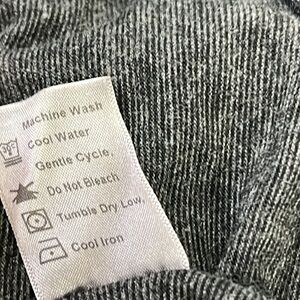 Machine Wash
Cool Water
Gentle Cycle,
Do Not Bleach
Tumble Dry Low,
Cool Iron